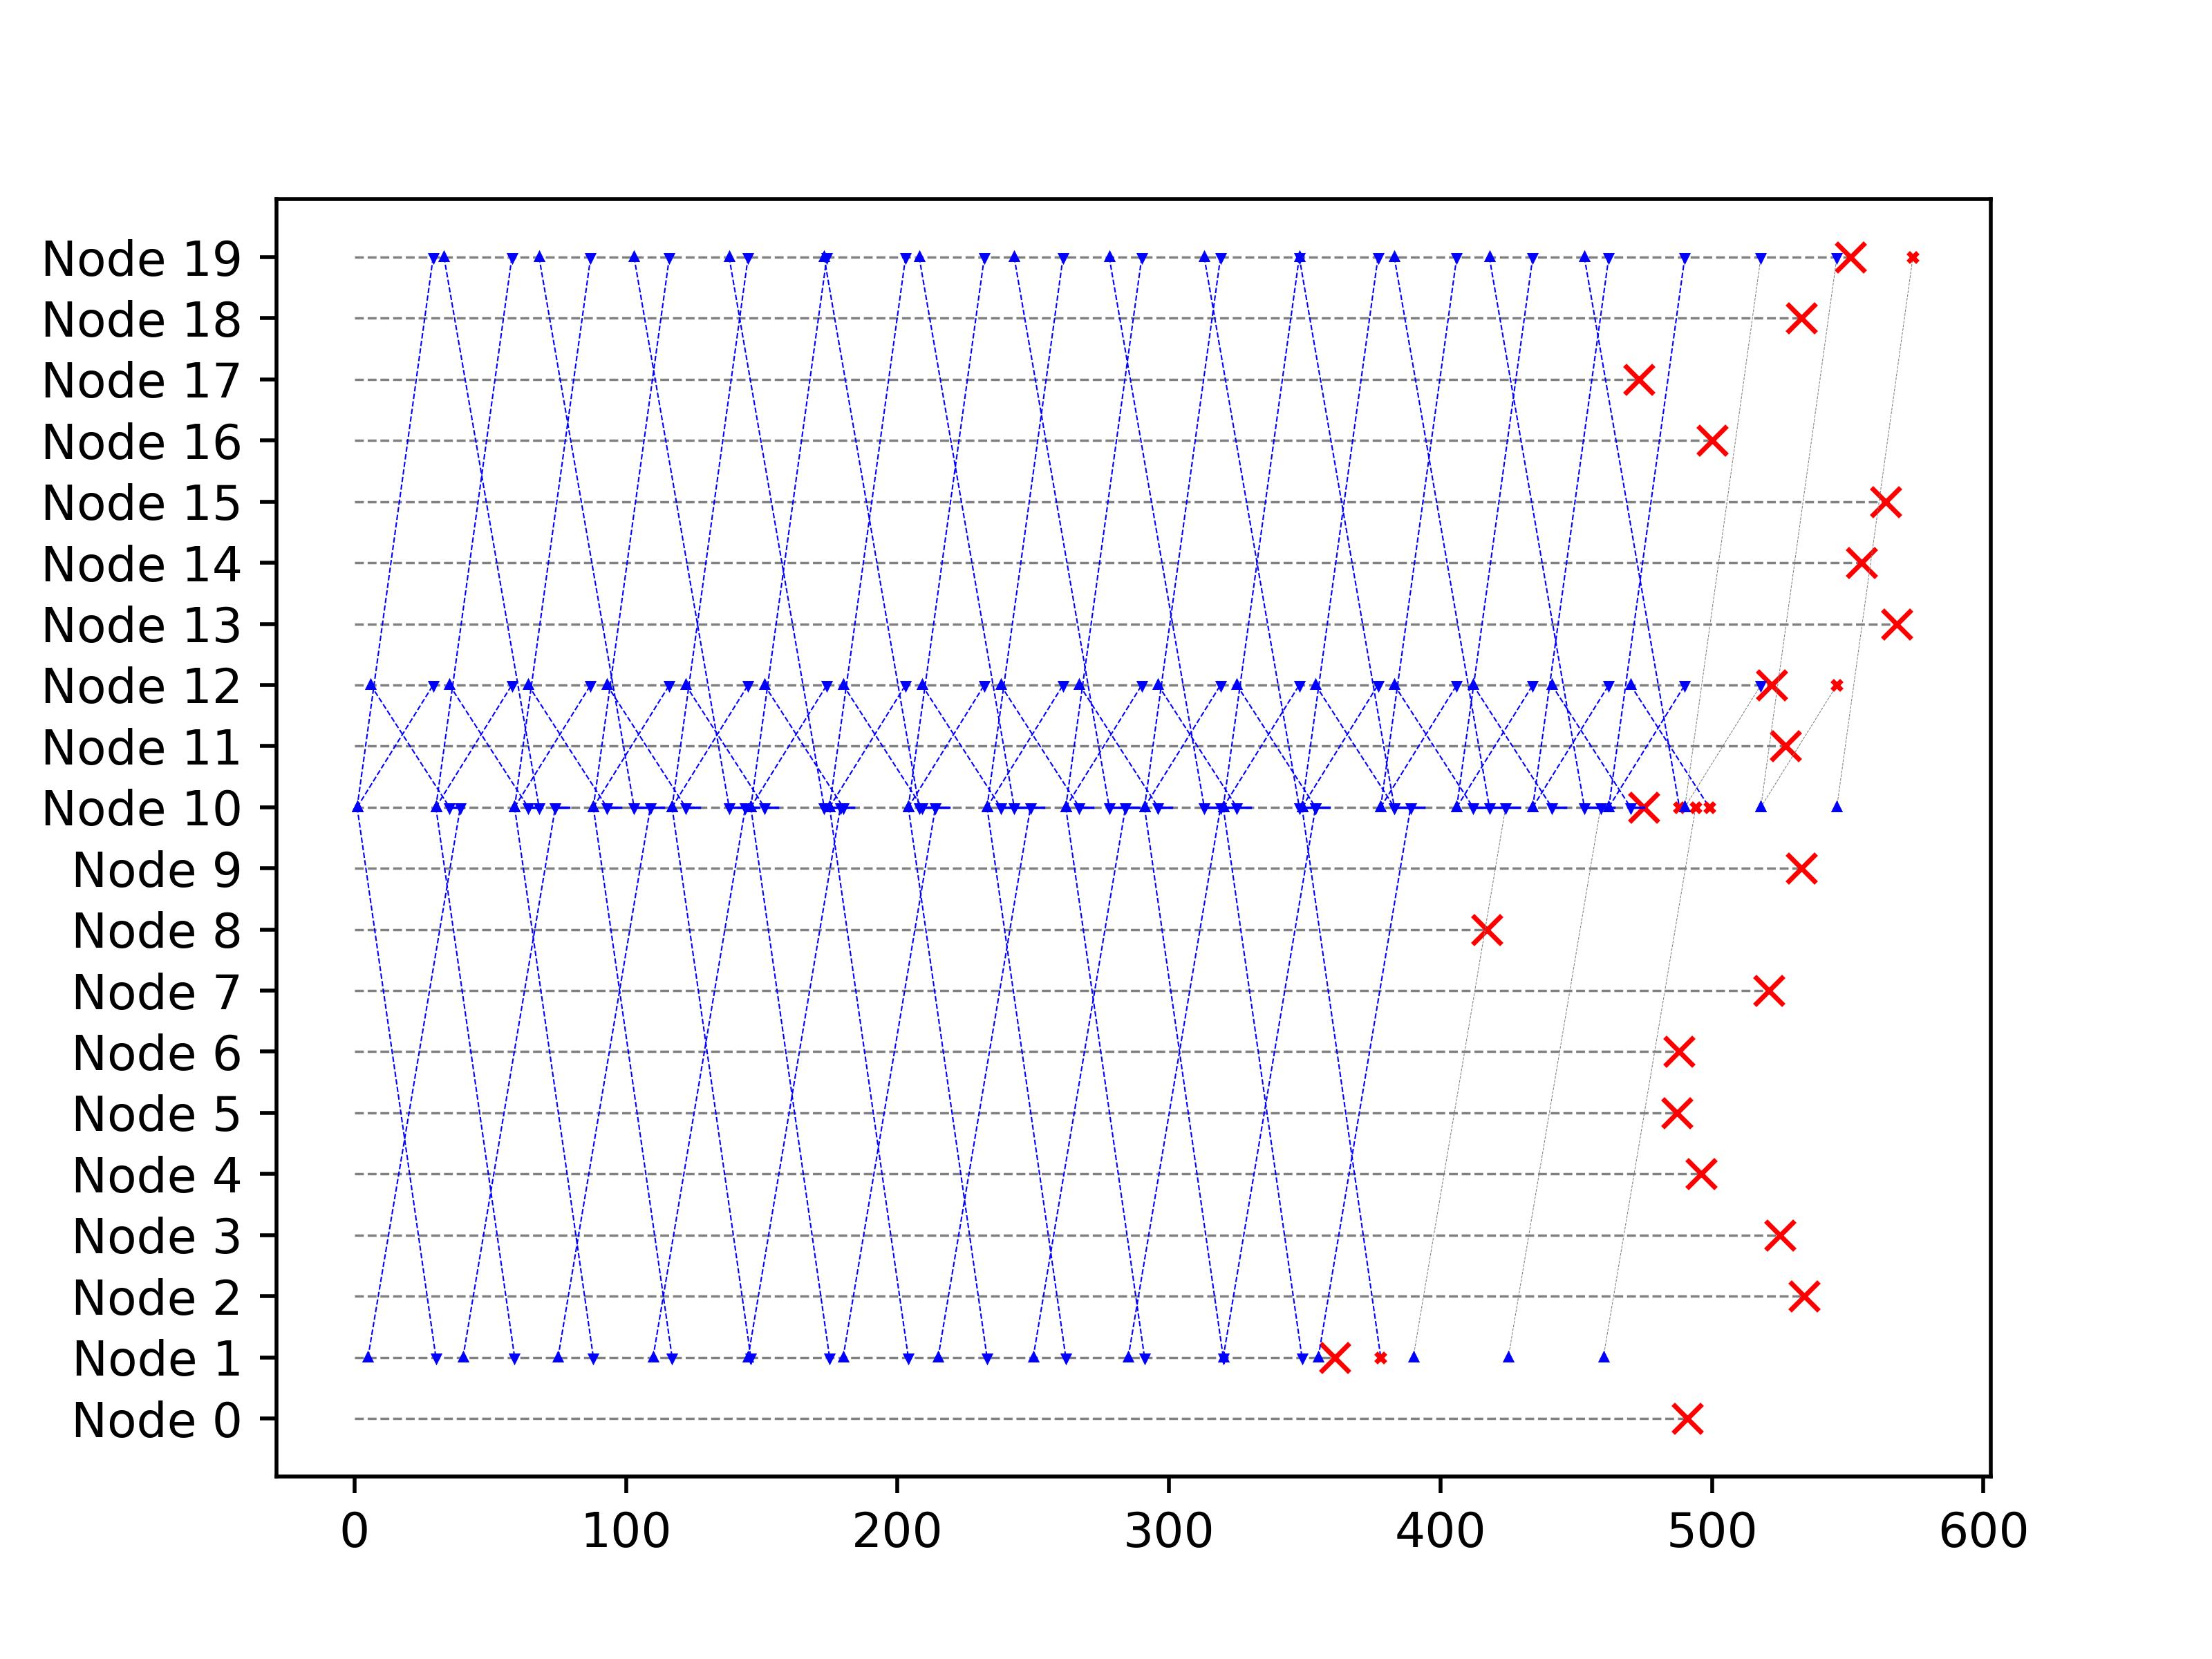 Node 19
Node 18
Node 17
Node 16
Node 15
Node 14
Node 13
Node 12
Node 11
Node 10
Node 9
Node 8
Node 7
Node 6
Node 5
Node 4
Node 3
Node 2
Node 1
Node 0
0 100 200 300 400 500 600